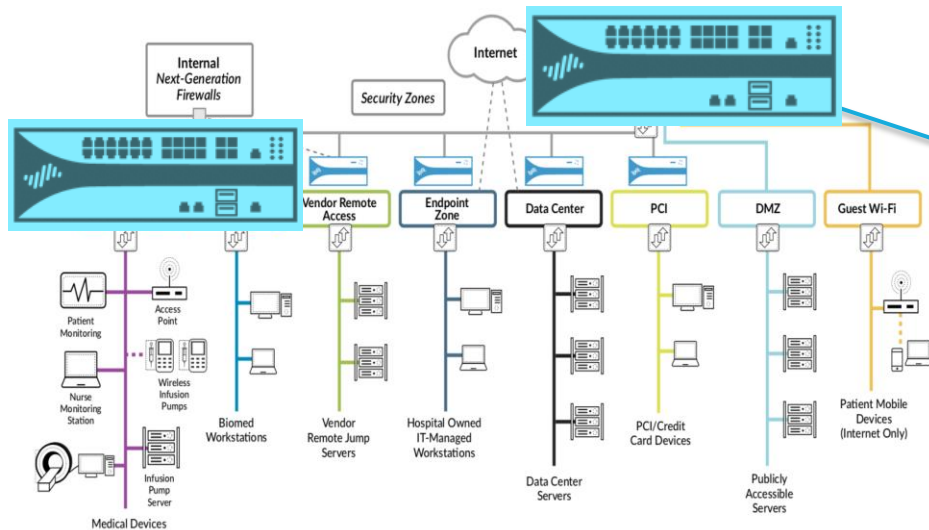 Internal
Next-Generation
Firewalls
Security Zones
Internet
Vendor Remote
Access
Endpoint
Zone
Data Center
PCI
DMZ
Guest Wi-Fi
Patient
Monitoring
Access
Point
Nurse
Monitoring
Station
Wireless
Infusion
Pumps
Infusion
Pump
Server
Medical Devices
Biomed
Workstations
Vendor
Remote Jump
Servers
Hospital Owned
IT-Managed
Workstations
Data Center
Servers
PCI/Credit
Card Devices
Publicly
Accessible
Servers
Patient Mobile
Devices
(Internet Only)